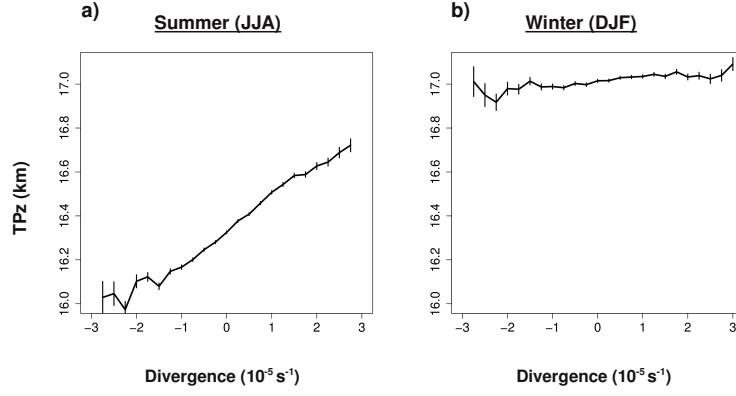 a)
Summer (JJA)
TPz (km)
17.0
16.8
16.6
16.4
16.2
16.0
−3 −2 −1 0 1 2 3
Divergence (10⁻⁵ s⁻¹)
b)
Winter (DJF)
17.0
16.8
16.6
16.4
16.2
16.0
−3 −2 −1 0 1 2 3
Divergence (10⁻⁵ s⁻¹)